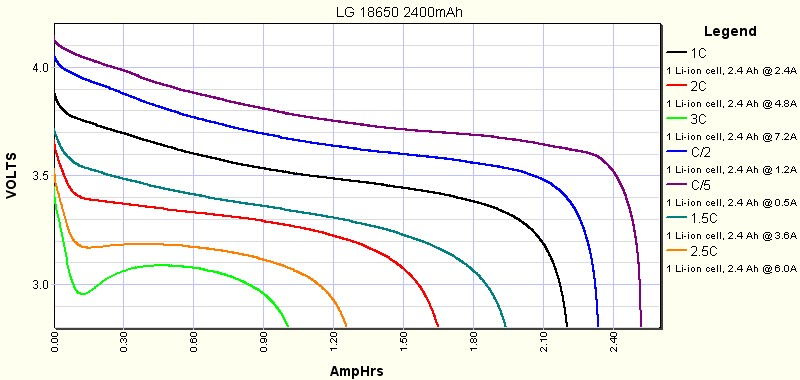 LG 18650 2400mAh
VOLTS
4.0
3.5
3.0
0.00
0.30
0.60
0.90
1.20
1.50
1.80
2.10
2.40
AmpHrs
Legend
1C
1 Li-ion cell, 2.4 Ah @ 2.4A
2C
1 Li-ion cell, 2.4 Ah @ 4.8A
3C
1 Li-ion cell, 2.4 Ah @ 7.2A
C/2
1 Li-ion cell, 2.4 Ah @ 1.2A
C/5
1 Li-ion cell, 2.4 Ah @ 0.5A
1.5C
1 Li-ion cell, 2.4 Ah @ 3.6A
2.5C
1 Li-ion cell, 2.4 Ah @ 6.0A